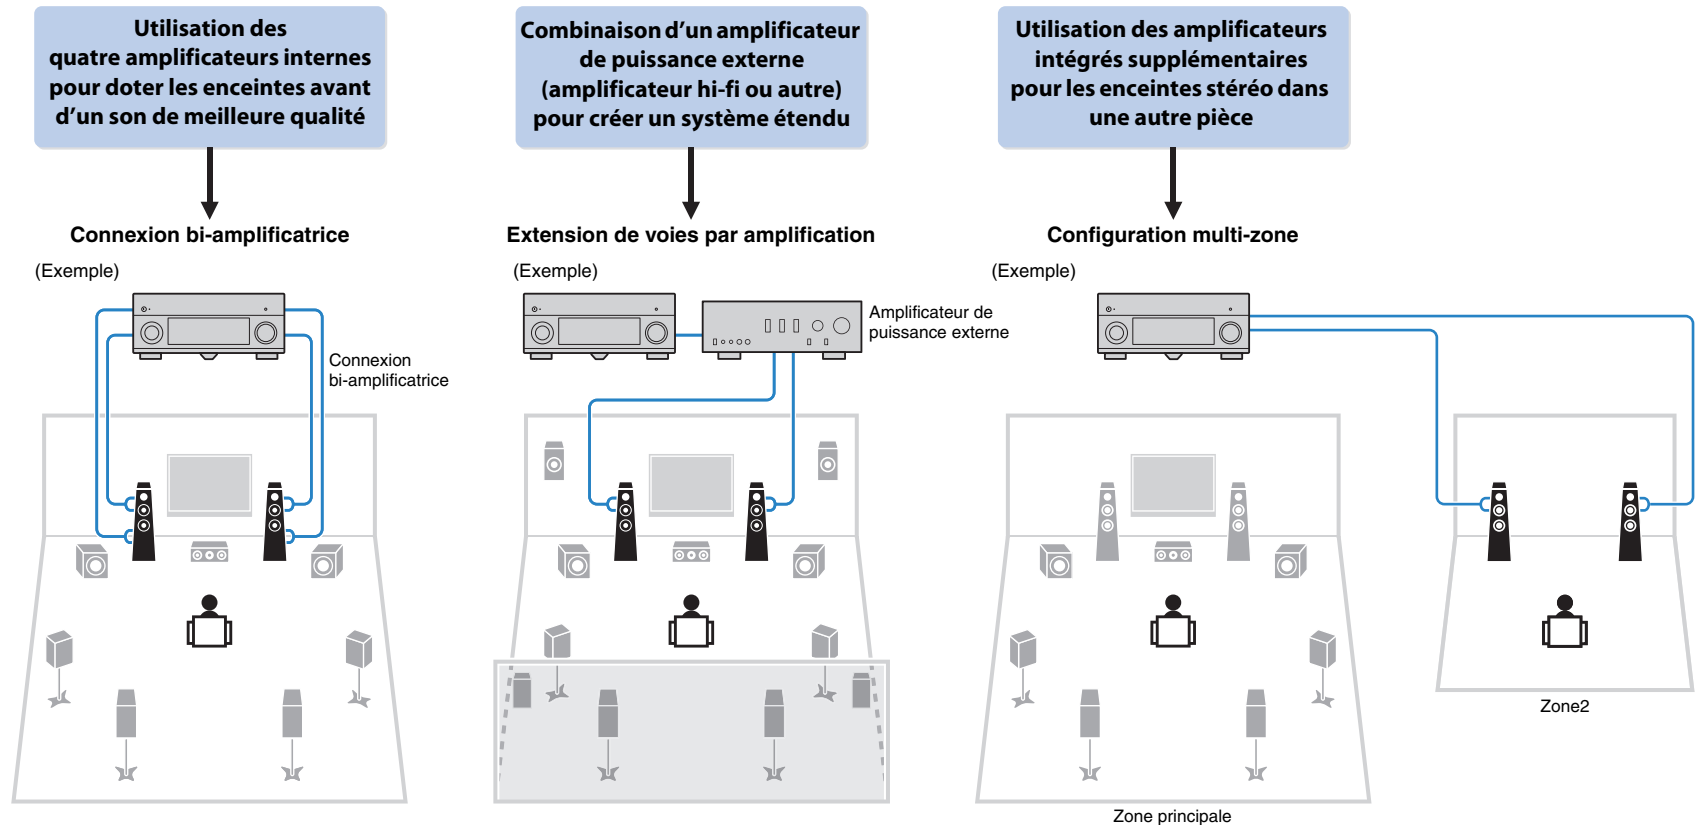 Utilisation des
quatre amplificateurs internes
pour doter les enceintes avant
d’un son de meilleure qualité
Connexion bi-amplificatrice
(Exemple)
Connexion
bi-amplificatrice
Combinaison d’un amplificateur
de puissance externe
(amplificateur hi-fi ou autre)
pour créer un système étendu
Extension de voies par amplification
(Exemple)
Amplificateur de
puissance externe
Utilisation des amplificateurs
intégrés supplémentaires
pour les enceintes stéréo dans
une autre pièce
Configuration multi-zone
(Exemple)
Zone2
Zone principale